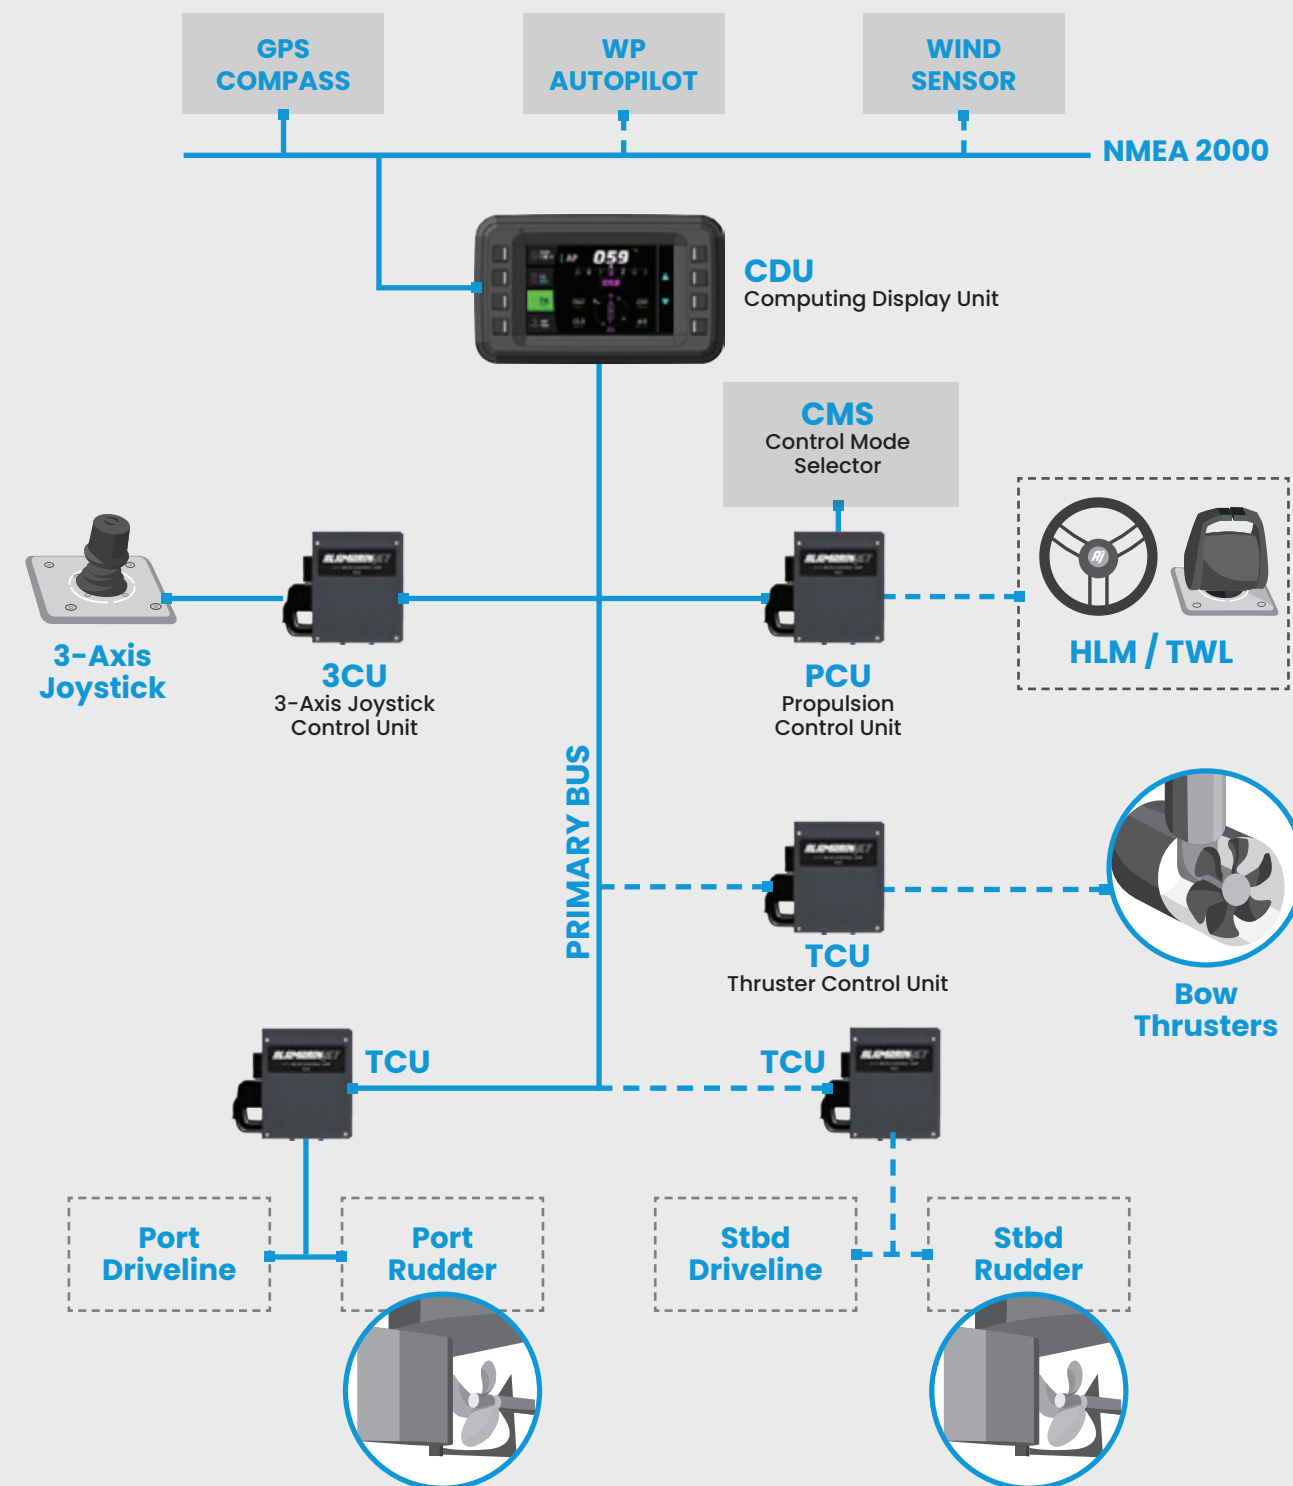 GPS
COMPASS
WP
AUTOPILOT
WIND
SENSOR
NMEA 2000
AP 059
CDU
Computing Display Unit
CMS
Control Mode
Selector
3-Axis
Joystick
3CU
3-Axis Joystick
Control Unit
PCU
Propulsion
Control Unit
AJ
HLM / TWL
PRIMARY BUS
TCU
Thruster Control Unit
Bow
Thrusters
TCU
TCU
Port
Driveline
Port
Rudder
Stbd
Driveline
Stbd
Rudder